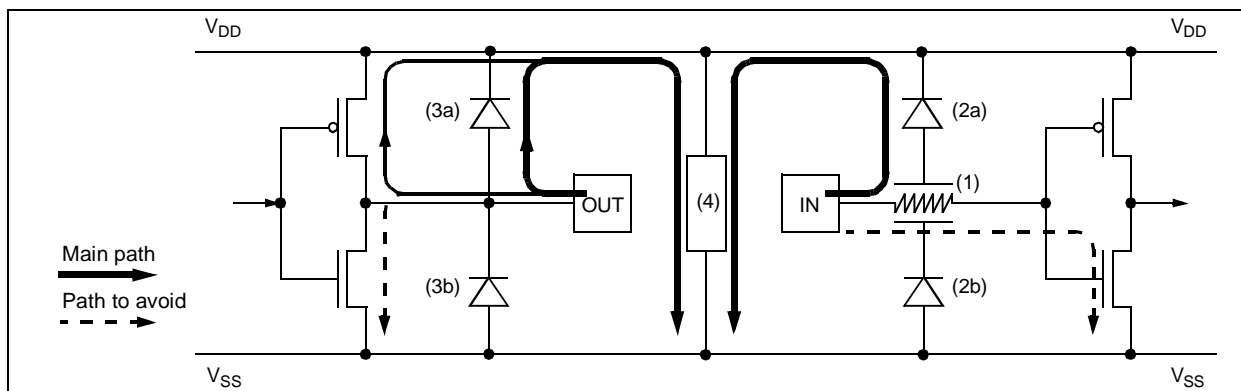 VDD
VDD
(3a)
(2a)
(1)
OUT
(4)
IN
Main path
(3b)
(2b)
Path to avoid
VSS
VSS